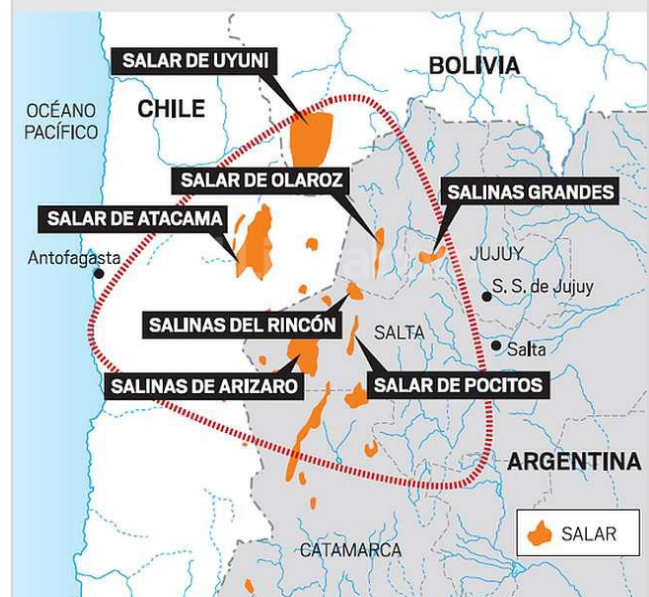 SALAR DE UYUNI
BOLIVIA
OCÉANO
PACÍFICO
CHILE
SALAR DE OLAROZ
SALINAS GRANDES
SALAR DE ATACAMA
Antofagasta
JUJUY
S. S. de Jujuy
SALINAS DEL RINCÓN
SALTA
Salta
SALINAS DE ARIZARO
SALAR DE POCITOS
ARGENTINA
SALAR
CATAMARCA